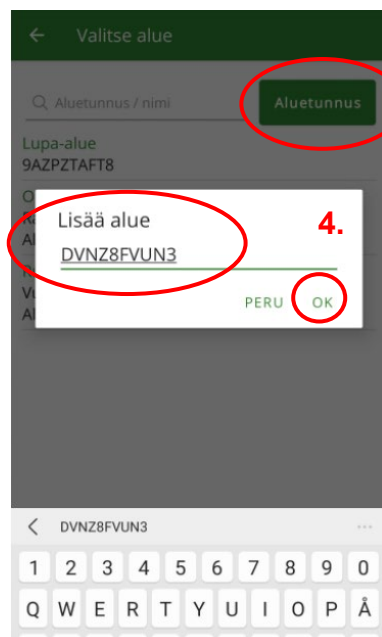 ← Valitse alue
Aluetunnus / nimi
Aluetunnus
Lupa-alue
9AZPZTAFT8
Lisää alue
4.
DVNZ8FVUN3
PERU OK
DVNZ8FVUN3 ...
1 2 3 4 5 6 7 8 9 0
Q W E R T Y U I O P Å